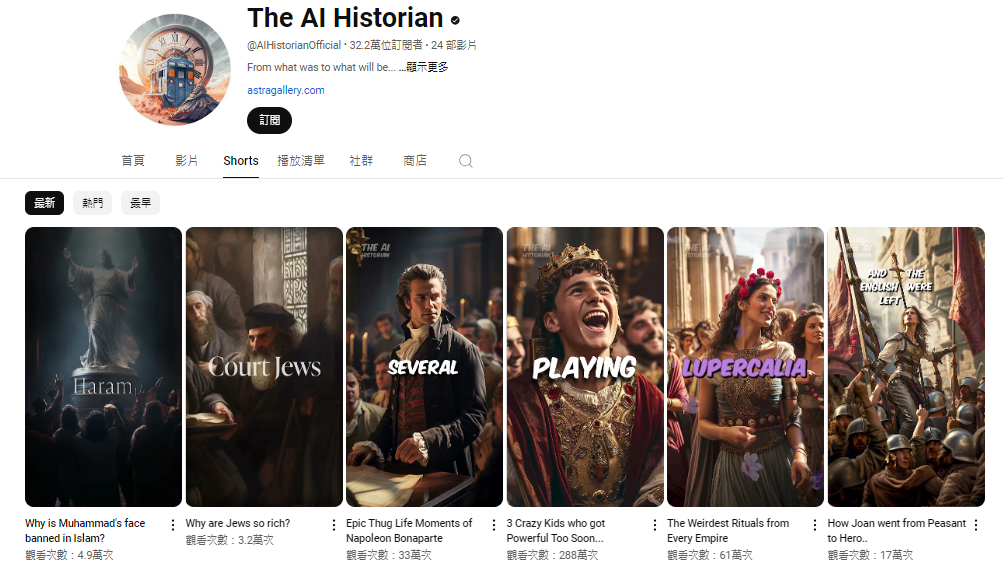 The AI Historian
@AIHistorianOfficial • 32.2萬位訂閱者 • 24 部影片
From what was to what will be... ...顯示更多
astragallery.com
訂閱
首頁 影片 Shorts 播放清單 社群 商店
最新 熱門 最早
Haram
Court Jews
THE AI
HISTORIAN
SEVERAL
THE AI
HISTORIAN
PLAYING
THE AI
HISTORIAN
LUPERCALIA
THE AI
HISTORIAN
AND THE
ENGLISH WERE
LEFT
Why is Muhammad's face
banned in Islam?
觀看次數：4.9萬次
Why are Jews so rich?
觀看次數：3.2萬次
Epic Thug Life Moments of
Napoleon Bonaparte
觀看次數：33萬次
3 Crazy Kids who got
Powerful Too Soon...
觀看次數：288萬次
The Weirdest Rituals from
Every Empire
觀看次數：61萬次
How Joan went from Peasant
to Hero..
觀看次數：17萬次